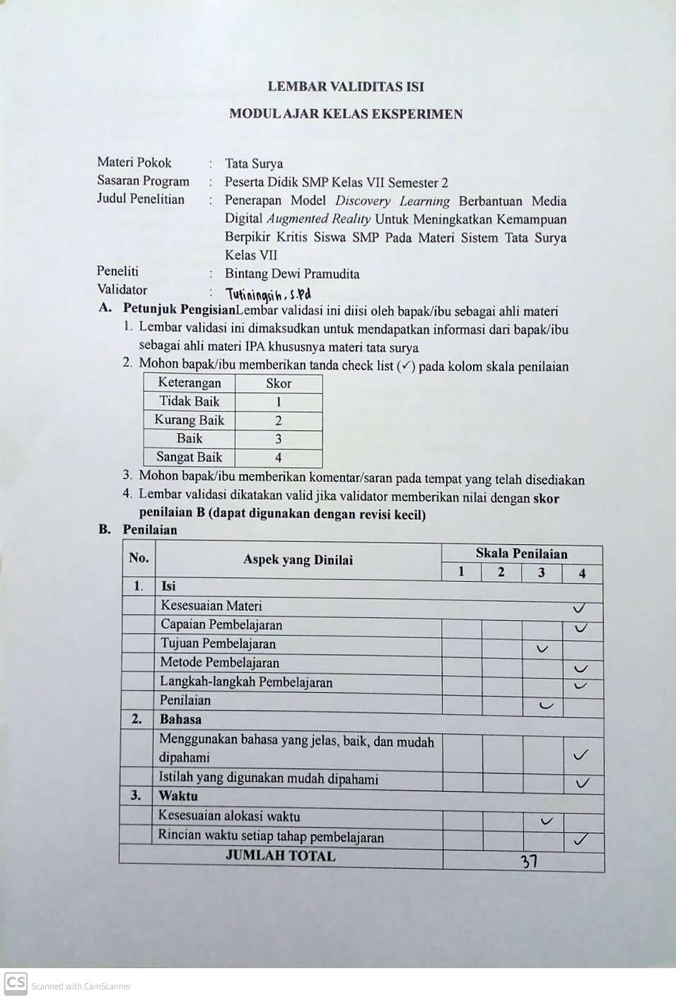 LEMBAR VALIDITAS ISI
MODUL AJAR KELAS EKSPERIMEN
Materi Pokok : Tata Surya
Sasaran Program : Peserta Didik SMP Kelas VII Semester 2
Judul Penelitian : Penerapan Model Discovery Learning Berbantuan Media
Digital Augmented Reality Untuk Meningkatkan Kemampuan
Berpikir Kritis Siswa SMP Pada Materi Sistem Tata Surya
Kelas VII
Peneliti : Bintang Dewi Pramudita
Validator : Tutiningsih, S.Pd
A. Petunjuk PengisianLembar validasi ini diisi oleh bapak/ibu sebagai ahli materi
1. Lembar validasi ini dimaksudkan untuk mendapatkan informasi dari bapak/ibu
sebagai ahli materi IPA khususnya materi tata surya
2. Mohon bapak/ibu memberikan tanda check list (✓) pada kolom skala penilaian
Keterangan Skor
Tidak Baik 1
Kurang Baik 2
Baik 3
Sangat Baik 4
3. Mohon bapak/ibu memberikan komentar/saran pada tempat yang telah disediakan
4. Lembar validasi dikatakan valid jika validator memberikan nilai dengan skor
penilaian B (dapat digunakan dengan revisi kecil)
B. Penilaian
No. Aspek yang Dinilai Skala Penilaian
1 2 3 4
1. Isi
Kesesuaian Materi ✓
Capaian Pembelajaran ✓
Tujuan Pembelajaran ✓
Metode Pembelajaran ✓
Langkah-langkah Pembelajaran ✓
Penilaian ✓
2. Bahasa
Menggunakan bahasa yang jelas, baik, dan mudah
dipahami ✓
Istilah yang digunakan mudah dipahami ✓
3. Waktu
Kesesuaian alokasi waktu ✓
Rincian waktu setiap tahap pembelajaran ✓
JUMLAH TOTAL 37
CS Scanned with CamScanner